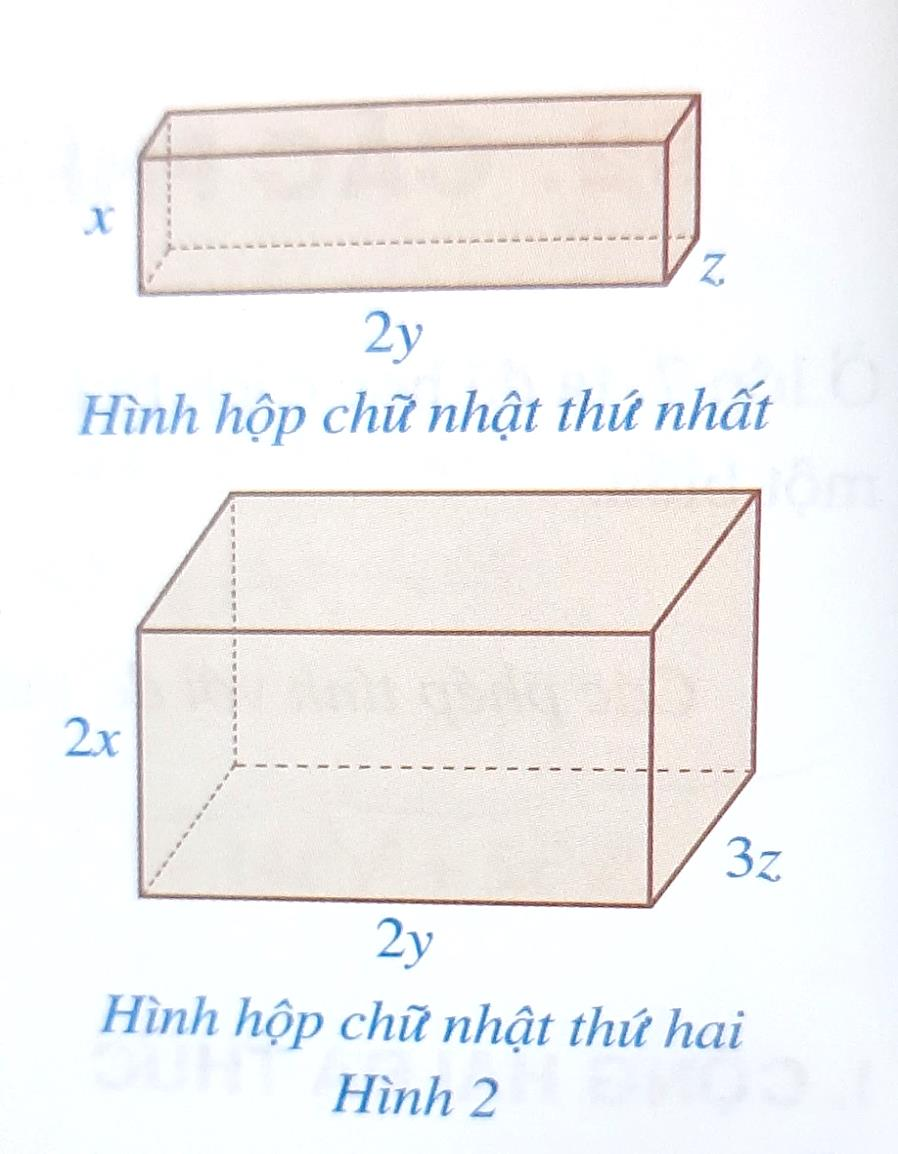 x
z
2y
Hình hộp chữ nhật thứ nhất
2x
3z
2y
Hình hộp chữ nhật thứ hai
Hình 2